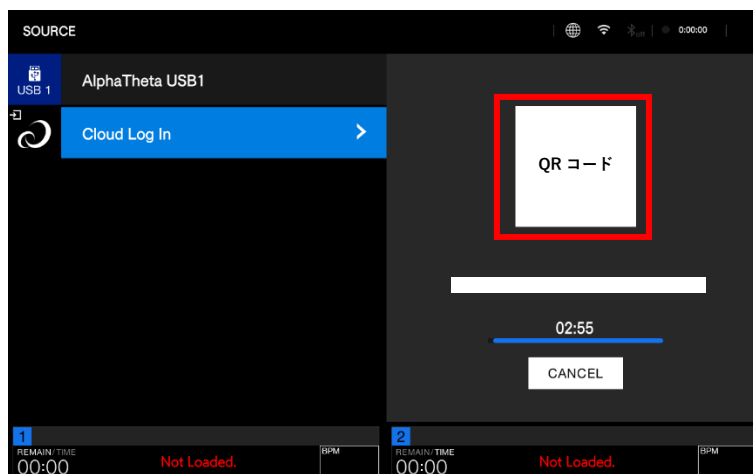 SOURCE
off
0:00:00
USB 1
AlphaTheta USB1
Cloud Log In
QR コード
02:55
CANCEL
1
REMAIN/TIME
00:00
Not Loaded.
BPM
2
REMAIN/TIME
00:00
Not Loaded.
BPM